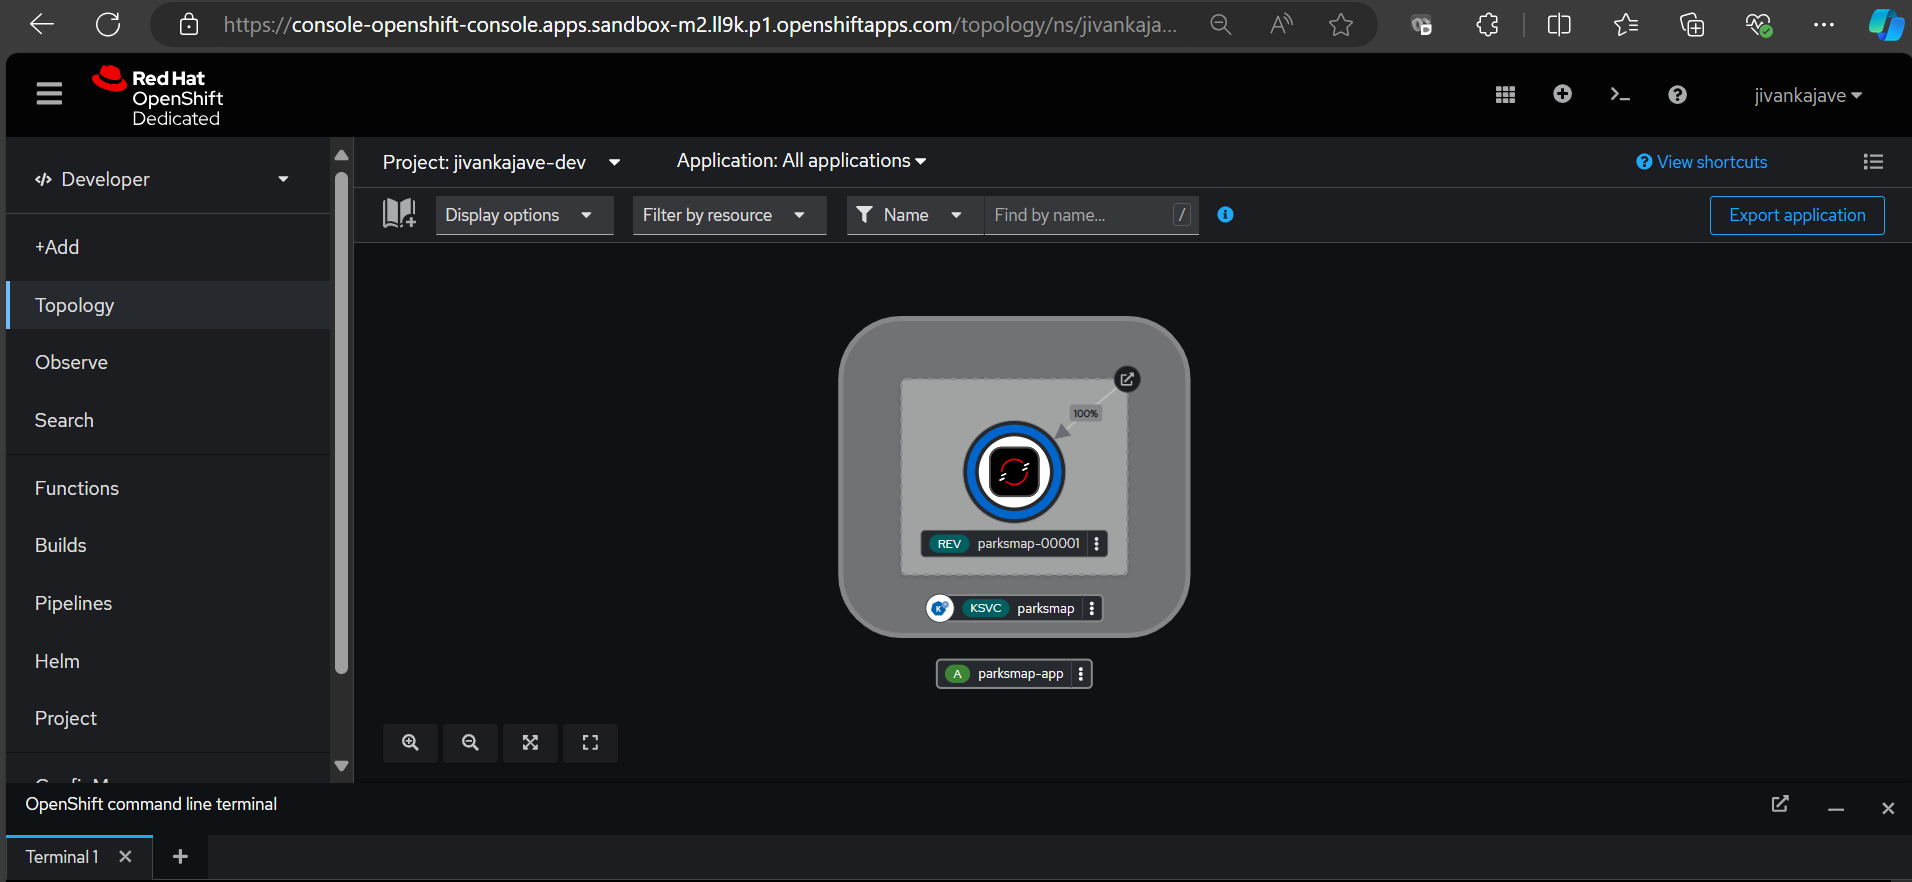 https://console-openshift-console.apps.sandbox-m2.ll9k.p1.openshiftapps.com/topology/ns/jivankaja...
Red Hat
OpenShift
Dedicated
jivankajave
Developer
Project: jivankajave-dev
Application: All applications
View shortcuts
Display options
Filter by resource
Name
Find by name...
/
Export application
+Add
Topology
Observe
Search
Functions
Builds
Pipelines
Helm
Project
100%
REV parksmap-00001
KSVC parksmap
A parksmap-app
OpenShift command line terminal
Terminal 1